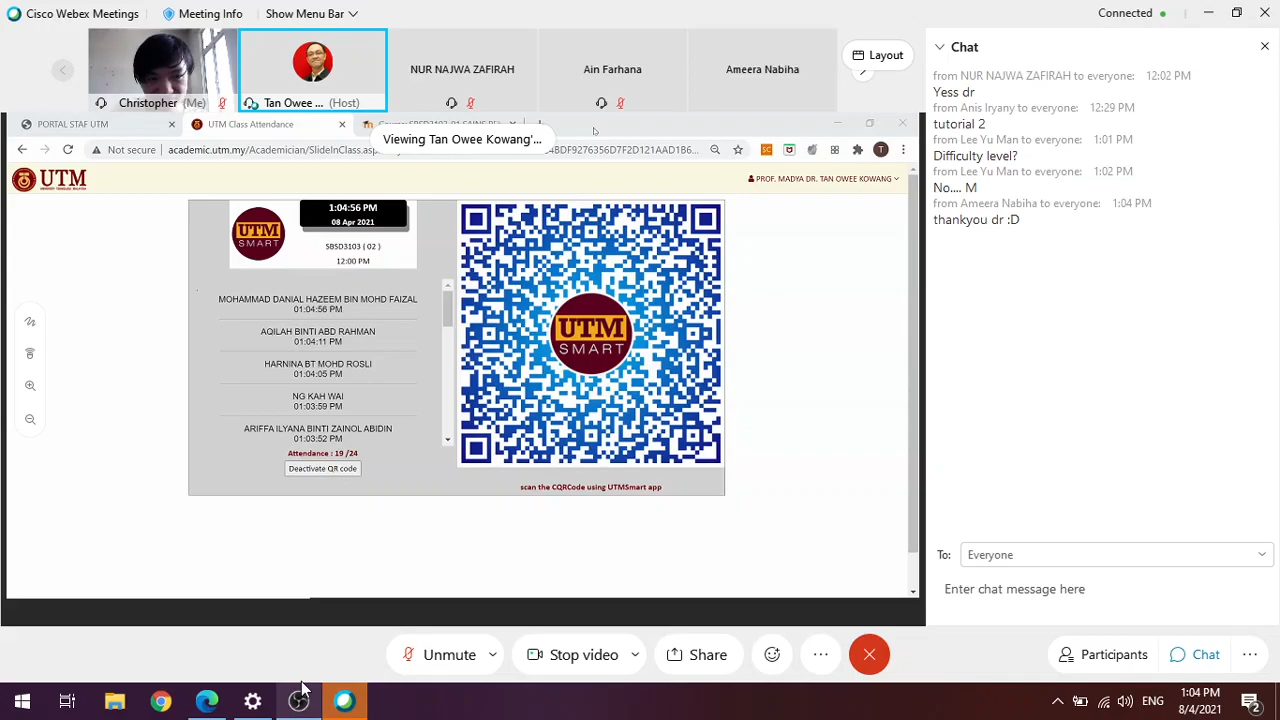 Cisco Webex Meetings
Meeting Info
Show Menu Bar
Connected
Christopher (Me)
Tan Owee ... (Host)
NUR NAJWA ZAFIRAH
Ain Farhana
Ameera Nabiha
Layout
PORTAL STAF UTM
UTM Class Attendance
Viewing Tan Owee Kowang'...
Not secure
academic.utm.my/Academician/SlideInClass.asp
UTM
PROF. MADYA DR. TAN OWEE KOWANG
UTM
SMART
1:04:56 PM
08 Apr 2021
SBSD3103 ( 02 )
12:00 PM
MOHAMMAD DANIAL HAZEEM BIN MOHD FAIZAL
01:04:56 PM
AQILAH BINTI ABD RAHMAN
01:04:11 PM
HARNINA BT MOHD ROSLI
01:04:05 PM
NG KAH WAI
01:03:59 PM
ARIFFA ILYANA BINTI ZAINOL ABIDIN
01:03:52 PM
Attendance : 19 /24
Deactivate QR code
UTM
SMART
scan the CQRCode using UTMSmart app
Chat
from NUR NAJWA ZAFIRAH to everyone: 12:02 PM
Yess dr
from Anis Iryany to everyone: 12:29 PM
tutorial 2
from Lee Yu Man to everyone: 1:01 PM
Difficulty level?
from Lee Yu Man to everyone: 1:02 PM
No.... M
from Ameera Nabiha to everyone: 1:04 PM
thankyou dr :D
To: Everyone
Enter chat message here
Unmute
Stop video
Share
Participants
Chat
ENG
1:04 PM
8/4/2021
2